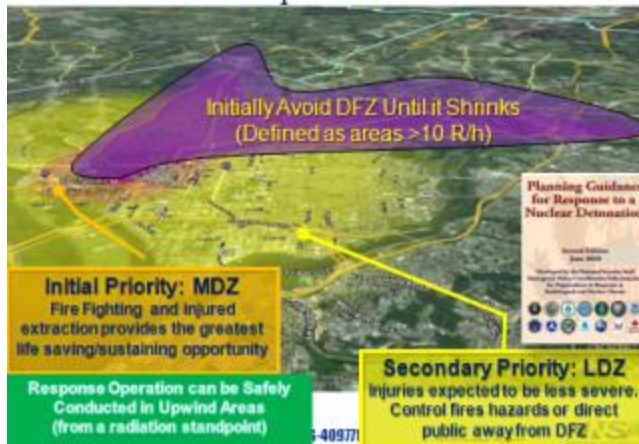 Initially Avoid DFZ Until it Shrinks
(Defined as areas >10 R/h)
Planning Guidance
for Response to a
Nuclear Detonation
Second Edition
June 2010
Initial Priority: MDZ
Fire Fighting and injured
extraction provides the greatest
life saving/sustaining opportunity
Response Operation can be Safely
Conducted in Upwind Areas
(from a radiation standpoint)
Secondary Priority: LDZ
Injuries expected to be less severe.
Control fires hazards or direct
public away from DFZ